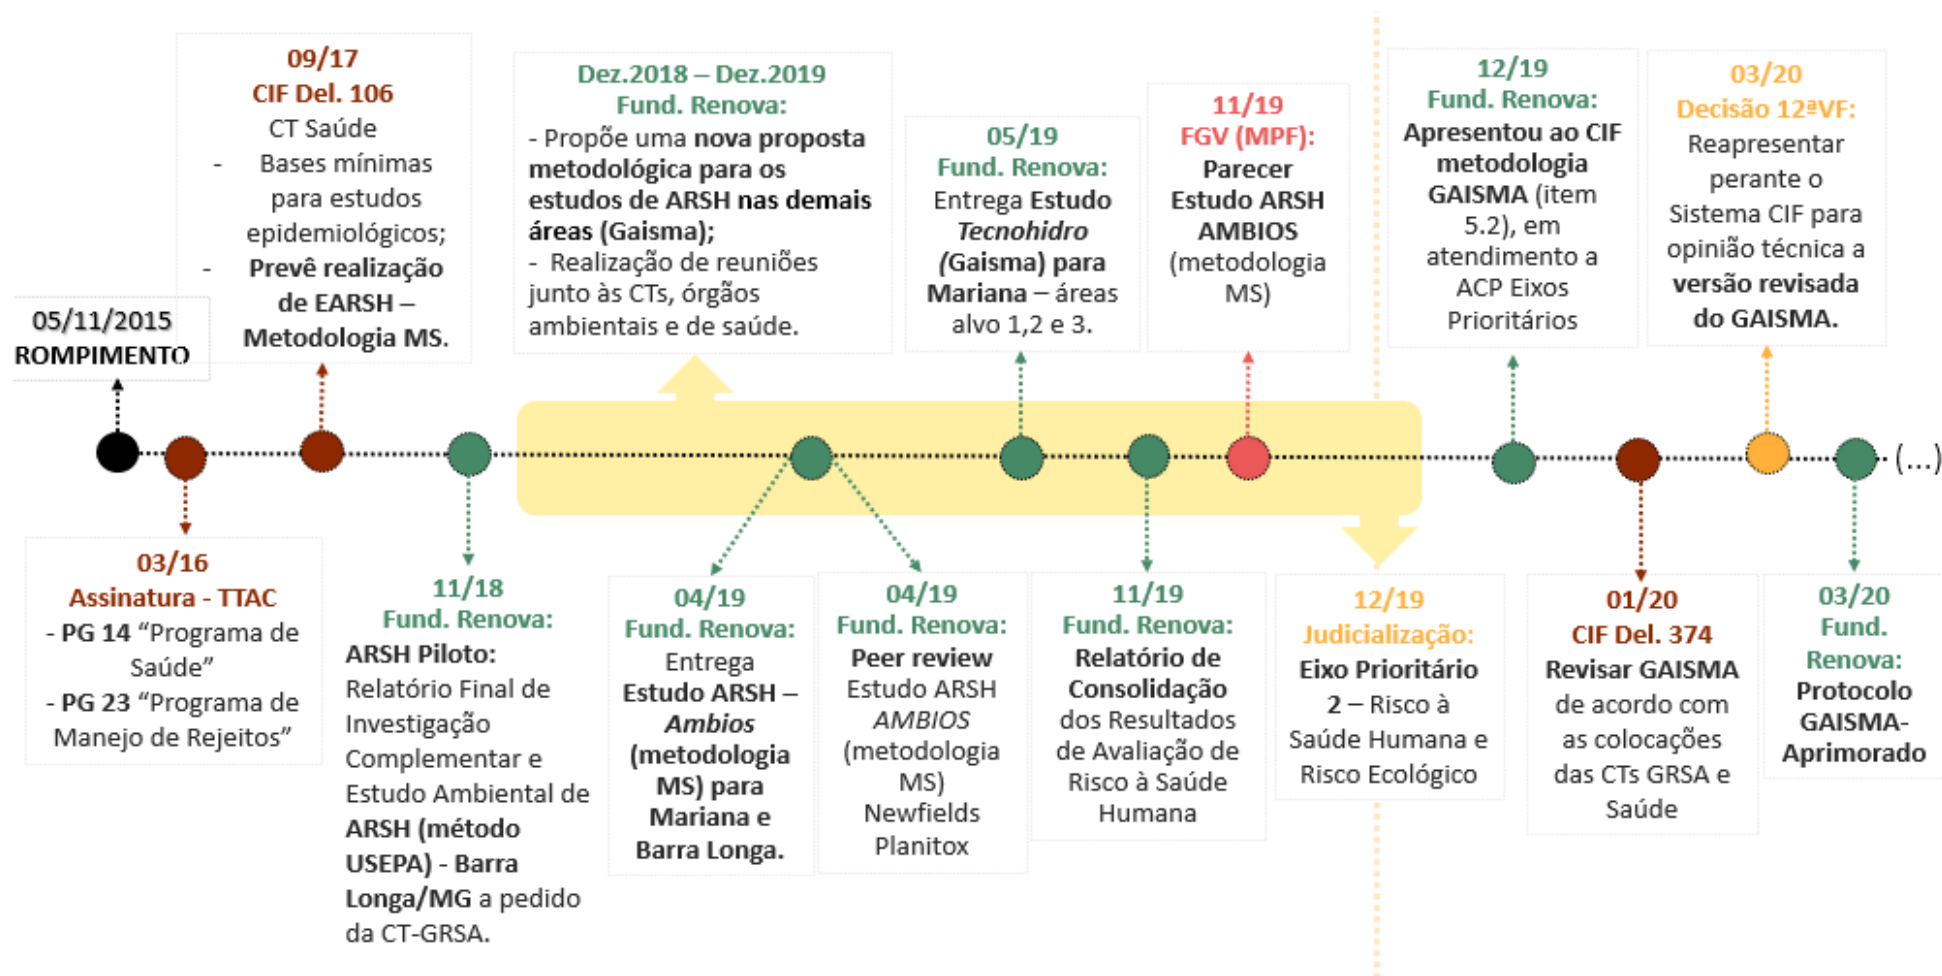 05/11/2015
ROMPIMENTO
03/16
Assinatura - TTAC
- PG 14 “Programa de
Saúde”
- PG 23 “Programa de
Manejo de Rejeitos”
09/17
CIF Del. 106
CT Saúde
- Bases mínimas
para estudos
epidemiológicos;
- Prevê realização
de EARSH –
Metodologia MS.
11/18
Fund. Renova:
ARSH Piloto:
Relatório Final de
Investigação
Complementar e
Estudo Ambiental de
ARSH (método
USEPA) - Barra
Longa/MG a pedido
da CT-GRSA.
Dez.2018 – Dez.2019
Fund. Renova:
- Propõe uma nova proposta
metodológica para os
estudos de ARSH nas demais
áreas (Gaisma);
- Realização de reuniões
junto às CTs, órgãos
ambientais e de saúde.
04/19
Fund. Renova:
Entrega
Estudo ARSH –
Ambios
(metodologia
MS) para
Mariana e
Barra Longa.
04/19
Fund. Renova:
Peer review
Estudo ARSH
AMBIOS
(metodologia
MS)
Newfields
Planitox
05/19
Fund. Renova:
Entrega Estudo
Tecnohidro
(Gaisma) para
Mariana – áreas
alvo 1,2 e 3.
11/19
Fund. Renova:
Relatório de
Consolidação
dos Resultados
de Avaliação de
Risco à Saúde
Humana
11/19
FGV (MPF):
Parecer
Estudo ARSH
AMBIOS
(metodologia
MS)
12/19
Judicialização:
Eixo Prioritário
2 – Risco à
Saúde Humana e
Risco Ecológico
12/19
Fund. Renova:
Apresentou ao CIF
metodologia
GAISMA (item
5.2), em
atendimento a
ACP Eixos
Prioritários
01/20
CIF Del. 374
Revisar GAISMA
de acordo com
as colocações
das CTs GRSA e
Saúde
03/20
Decisão 12ªVF:
Reapresentar
perante o
Sistema CIF para
opinião técnica a
versão revisada
do GAISMA.
03/20
Fund.
Renova:
Protocolo
GAISMA-
Aprimorado
(...)